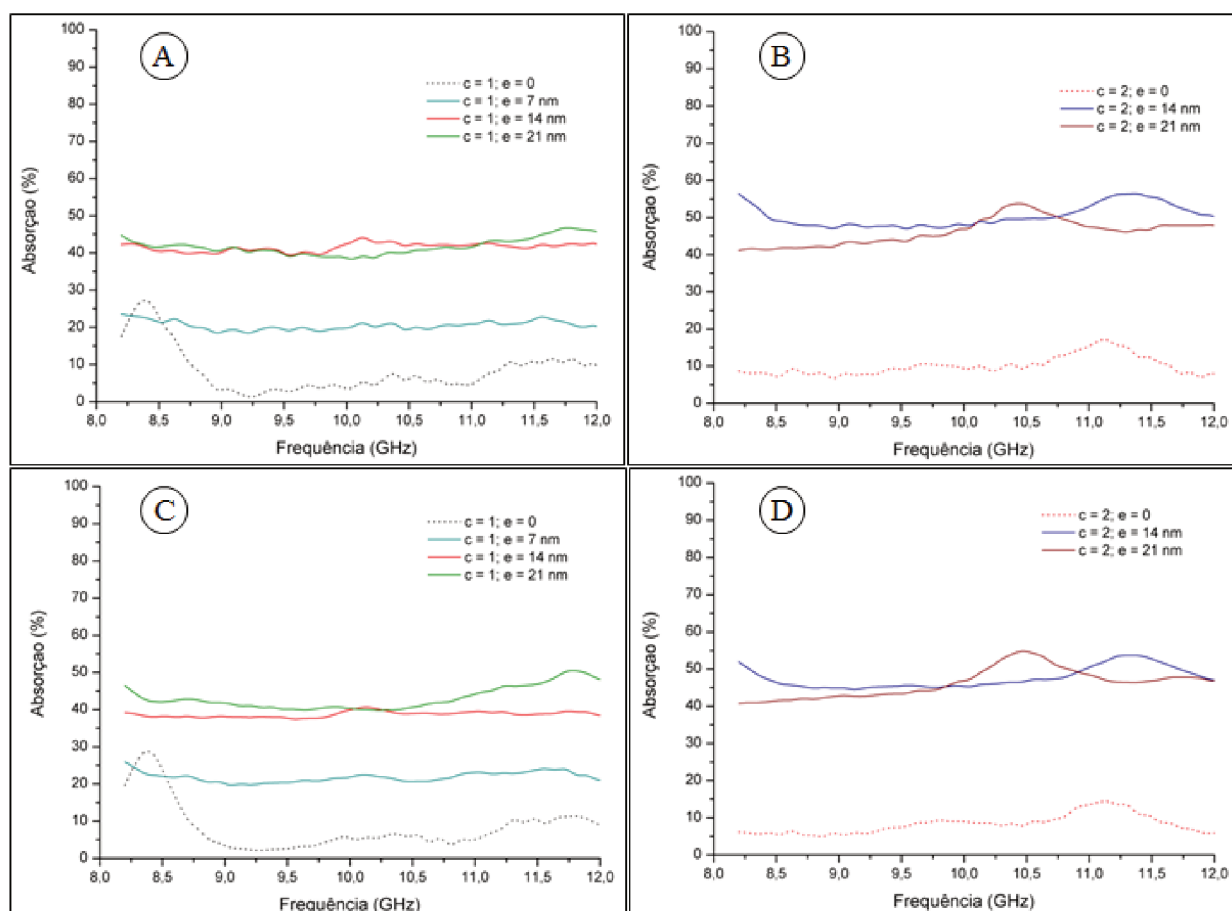 A
c = 1; e = 0
c = 1; e = 7 nm
c = 1; e = 14 nm
c = 1; e = 21 nm
Absorçao (%)
100
90
80
70
60
50
40
30
20
10
0
8,0 8,5 9,0 9,5 10,0 10,5 11,0 11,5 12,0
Frequência (GHz)
B
c = 2; e = 0
c = 2; e = 14 nm
c = 2; e = 21 nm
Absorçao (%)
100
90
80
70
60
50
40
30
20
10
0
8,0 8,5 9,0 9,5 10,0 10,5 11,0 11,5 12,0
Frequência (GHz)
C
c = 1; e = 0
c = 1; e = 7 nm
c = 1; e = 14 nm
c = 1; e = 21 nm
Absorçao (%)
100
90
80
70
60
50
40
30
20
10
0
8,0 8,5 9,0 9,5 10,0 10,5 11,0 11,5 12,0
Frequência (GHz)
D
c = 2; e = 0
c = 2; e = 14 nm
c = 2; e = 21 nm
Absorçao (%)
100
90
80
70
60
50
40
30
20
10
0
8,0 8,5 9,0 9,5 10,0 10,5 11,0 11,5 12,0
Frequência (GHz)